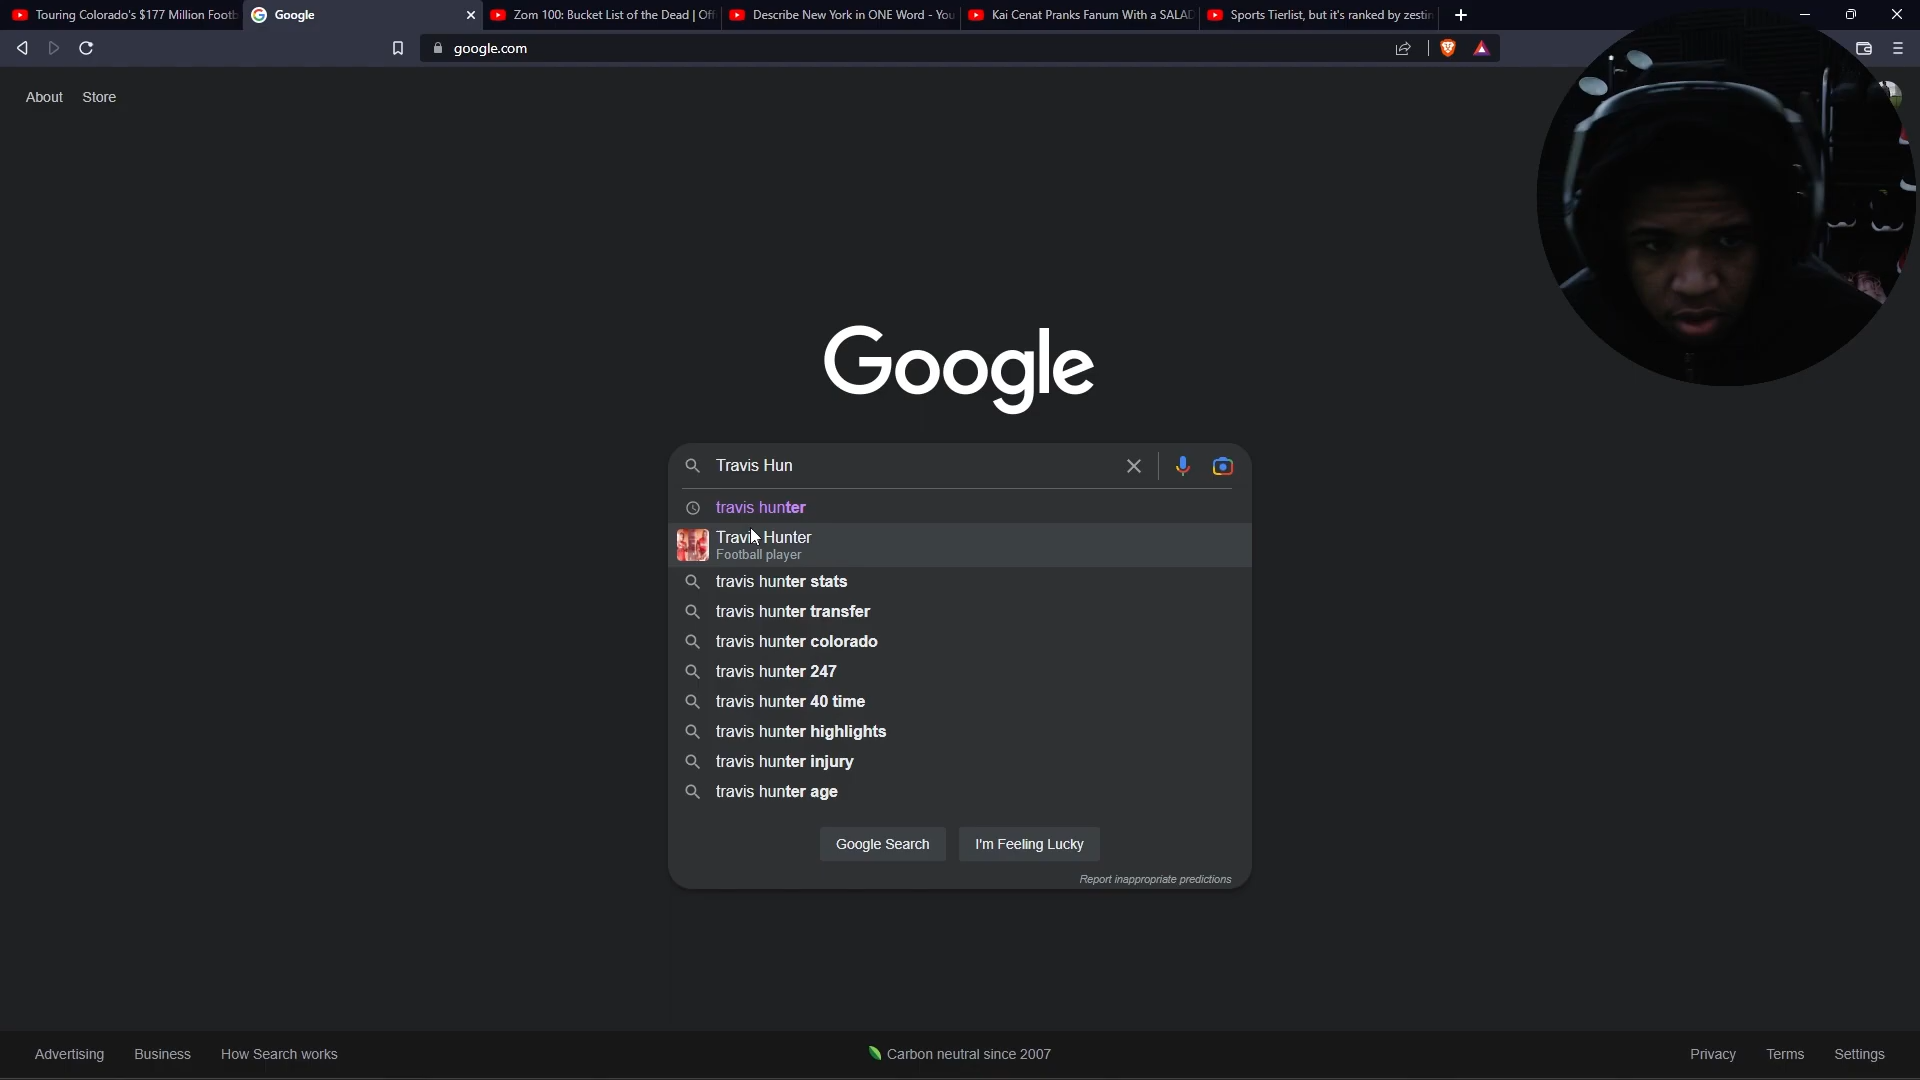 Touring Colorado's $177 Million Footb
Google
Zom 100: Bucket List of the Dead | Offi
Describe New York in ONE Word - You
Kai Cenat Pranks Fanum With a SALAD
Sports Tierlist, but it's ranked by zestin
google.com
About
Store
Google
Travis Hun
travis hunter
Travis Hunter
Football player
travis hunter stats
travis hunter transfer
travis hunter colorado
travis hunter 247
travis hunter 40 time
travis hunter highlights
travis hunter injury
travis hunter age
Google Search
I'm Feeling Lucky
Report inappropriate predictions
Advertising
Business
How Search works
Carbon neutral since 2007
Privacy
Terms
Settings